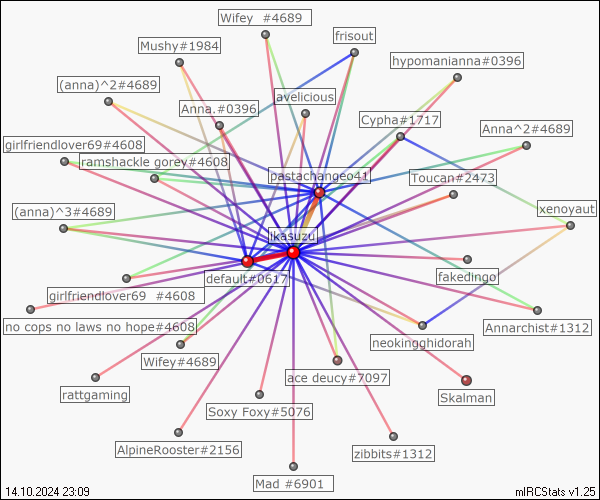 Wifey  #4689
Mushy#1984
frisout
hypomanianna#0396
(anna)^2#4689
avelicious
Anna.#0396
Cypha#1717
Anna^2#4689
girlfriendlover69#4608
ramshackle gorey#4608
pastachangeo41
Toucan#2473
(anna)^3#4689
xenoyaut
ikasuzu
default#0617
fakedingo
girlfriendlover69  #4608
no cops no laws no hope#4608
Annarchist#1312
neokingghidorah
Wifey#4689
ace deucy#7097
rattgaming
Skalman
Soxy Foxy#5076
AlpineRooster#2156
zibbits#1312
Mad #6901
14.10.2024 23:09
mIRCStats v1.25